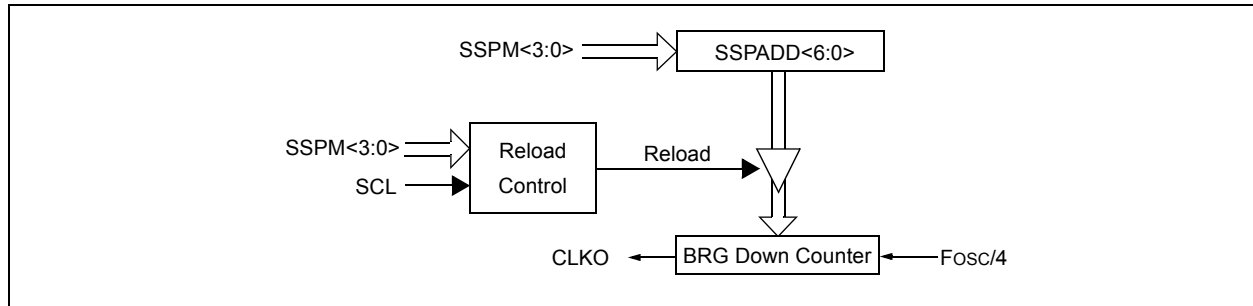 SSPM<3:0>
SSPADD<6:0>
SSPM<3:0>
Reload
Control
Reload
SCL
CLKO
BRG Down Counter
FOSC/4